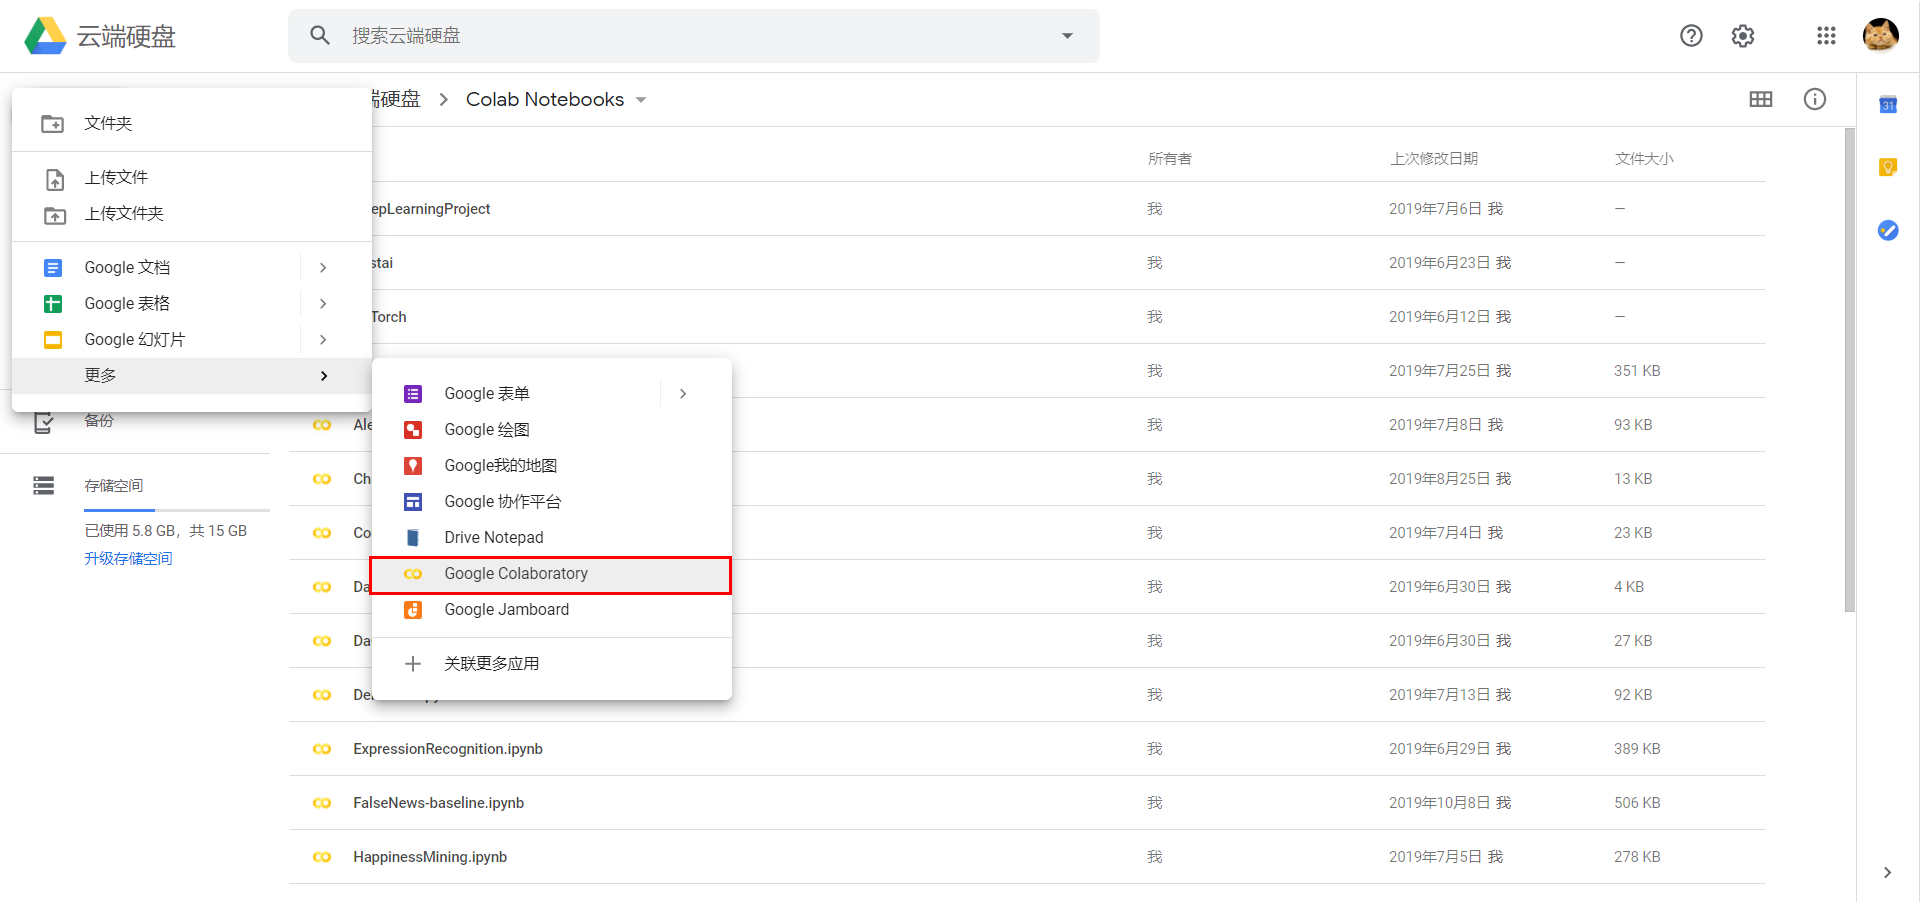 云端硬盘
搜索云端硬盘
硬盘 > Colab Notebooks
文件夹
上传文件
上传文件夹
Google 文档
Google 表格
Google 幻灯片
更多
备份
存储空间
已使用 5.8 GB，共 15 GB
升级存储空间
Google 表单
Google 绘图
Google我的地图
Google 协作平台
Drive Notepad
Google Colaboratory
Google Jamboard
关联更多应用
所有者 上次修改日期 文件大小
epLearningProject 我 2019年7月6日 我 —
stai 我 2019年6月23日 我 —
Torch 我 2019年6月12日 我 —
我 2019年7月25日 我 351 KB
Ale 我 2019年7月8日 我 93 KB
Ch 我 2019年8月25日 我 13 KB
Co 我 2019年7月4日 我 23 KB
Da 我 2019年6月30日 我 4 KB
Da 我 2019年6月30日 我 27 KB
De 我 2019年7月13日 我 92 KB
ExpressionRecognition.ipynb 我 2019年6月29日 我 389 KB
FalseNews-baseline.ipynb 我 2019年10月8日 我 506 KB
HappinessMining.ipynb 我 2019年7月5日 我 278 KB
31